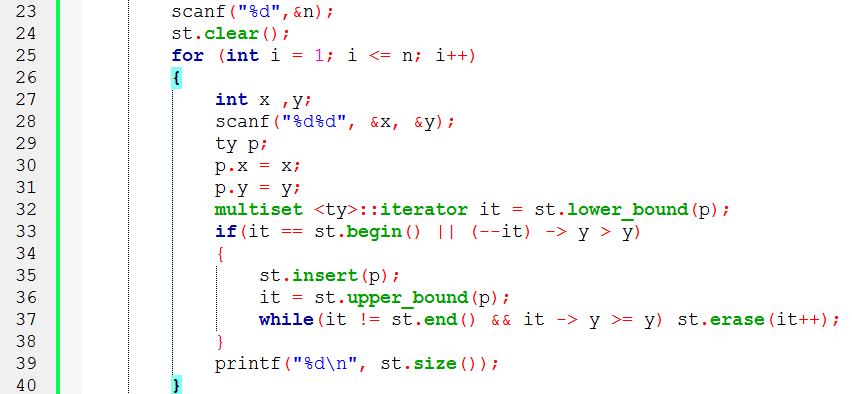 23 scanf("%d",&n);
24 st.clear();
25 for (int i = 1; i <= n; i++)
26 {
27 int x ,y;
28 scanf("%d%d", &x, &y);
29 ty p;
30 p.x = x;
31 p.y = y;
32 multiset <ty>::iterator it = st.lower_bound(p);
33 if(it == st.begin() || (--it) -> y > y)
34 {
35 st.insert(p);
36 it = st.upper_bound(p);
37 while(it != st.end() && it -> y >= y) st.erase(it++);
38 }
39 printf("%d\n", st.size());
40 }